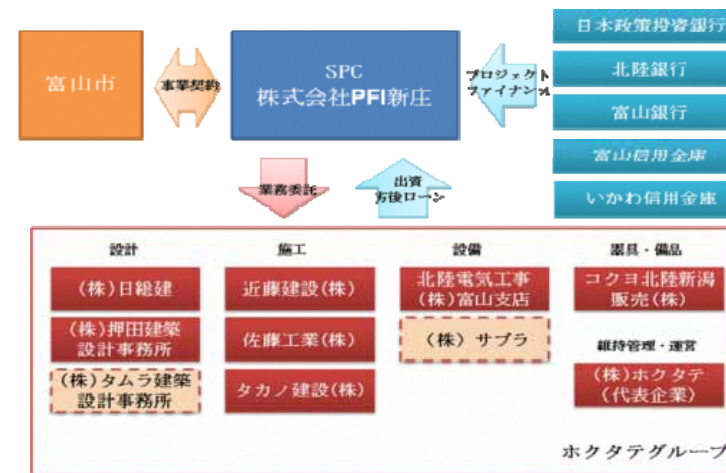 富山市
事業契約
SPC
株式会社PFI新庄
プロジェクト
ファイナンス
日本政策投資銀行
北陸銀行
富山銀行
富山信用金庫
いかわ信用金庫
業務委託
出資
劣後ローン
設計
(株)日総建
(株)押田建築
設計事務所
(株)タムラ建築
設計事務所
施工
近藤建設(株)
佐藤工業(株)
タカノ建設(株)
設備
北陸電気工事
(株)富山支店
(株) サプラ
器具・備品
コクヨ北陸新潟
販売(株)
維持管理・運営
(株)ホクタテ
(代表企業)
ホクタテグループ